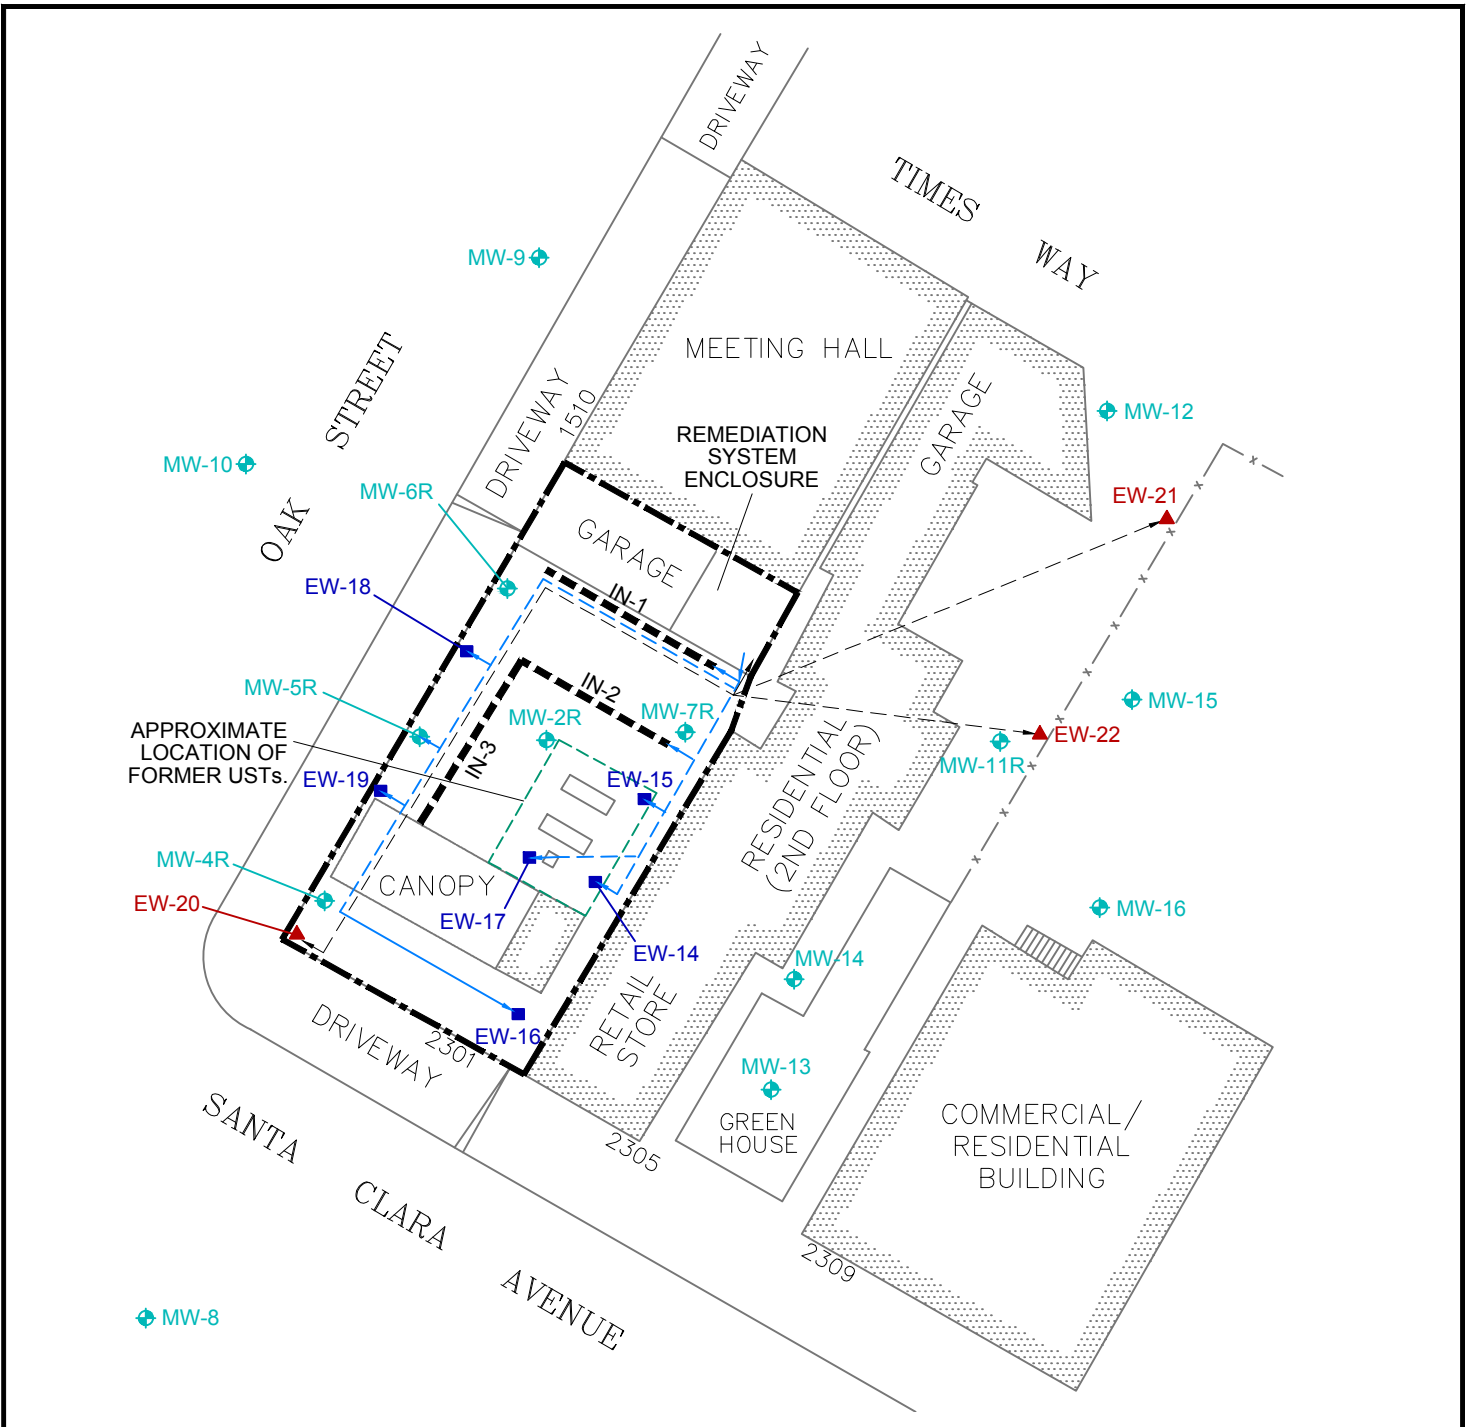 DRIVEWAY
TIMES
WAY
MW-9
STREET
OAK
MEETING HALL
MW-12
GARAGE
DRIVEWAY
1510
REMEDIATION
SYSTEM
ENCLOSURE
MW-10
MW-6R
EW-21
GARAGE
EW-18
IN-1
MW-5R
IN-2
MW-2R
MW-7R
MW-15
EW-22
MW-11R
APPROXIMATE
LOCATION OF
FORMER USTs.
IN-3
EW-19
EW-15
RESIDENTIAL
(2ND FLOOR)
MW-4R
CANOPY
EW-20
EW-17
EW-14
MW-16
MW-14
RETAIL
STORE
DRIVEWAY
2301
EW-16
MW-13
GREEN
HOUSE
COMMERCIAL/
RESIDENTIAL
BUILDING
2305
SANTA
CLARA
AVENUE
2309
MW-8